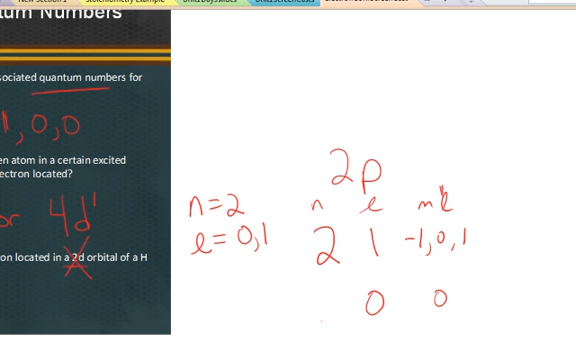 New Section 1 Stoichiometry Example
um Numbers
sociated quantum numbers for
1, 0, 0
en atom in a certain excited
ectron located?
or 4d¹
on located in a 2d orbital of a H
2p
n=2 n l ml
l=0,1 2 1 -1,0,1
0 0